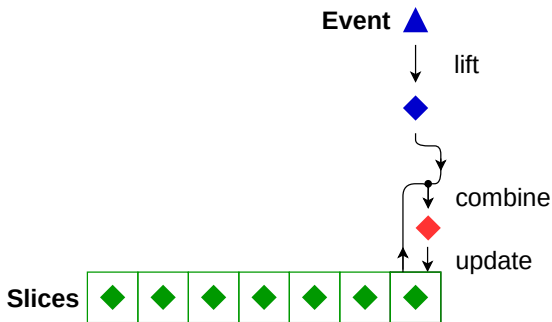 Event
lift
combine
update
Slices